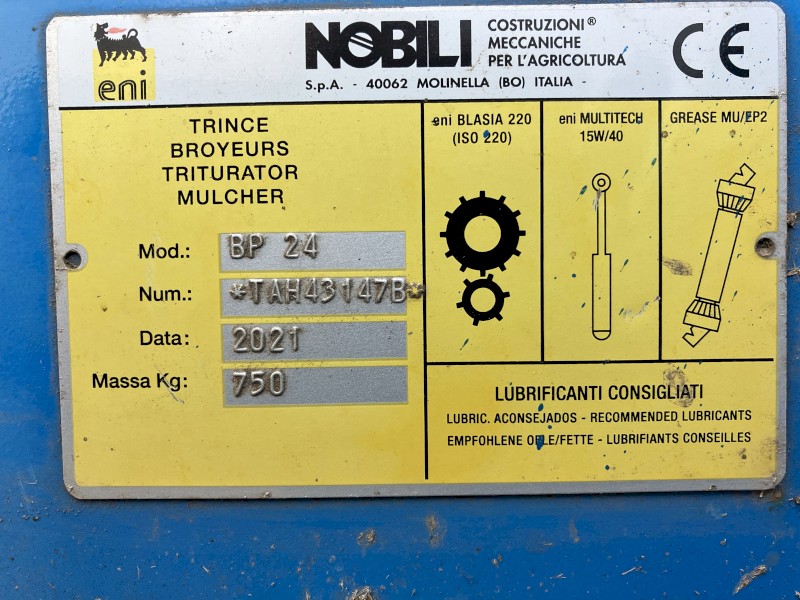 eni
NOBILI
COSTRUZIONI®
MECCANICHE
PER L'AGRICOLTURA
S.p.A. - 40062 MOLINELLA (BO) ITALIA -
CE
TRINCE
BROYEURS
TRITURATOR
MULCHER
Mod.: BP 24
Num.: *TAH43147B*
Data: 2021
Massa Kg: 750
eni BLASIA 220
(ISO 220)
eni MULTITECH
15W/40
GREASE MU/EP2
LUBRIFICANTI CONSIGLIATI
LUBRIC. ACONSEJADOS - RECOMMENDED LUBRICANTS
EMPFOHLENE OELE/FETTE - LUBRIFIANTS CONSEILLES